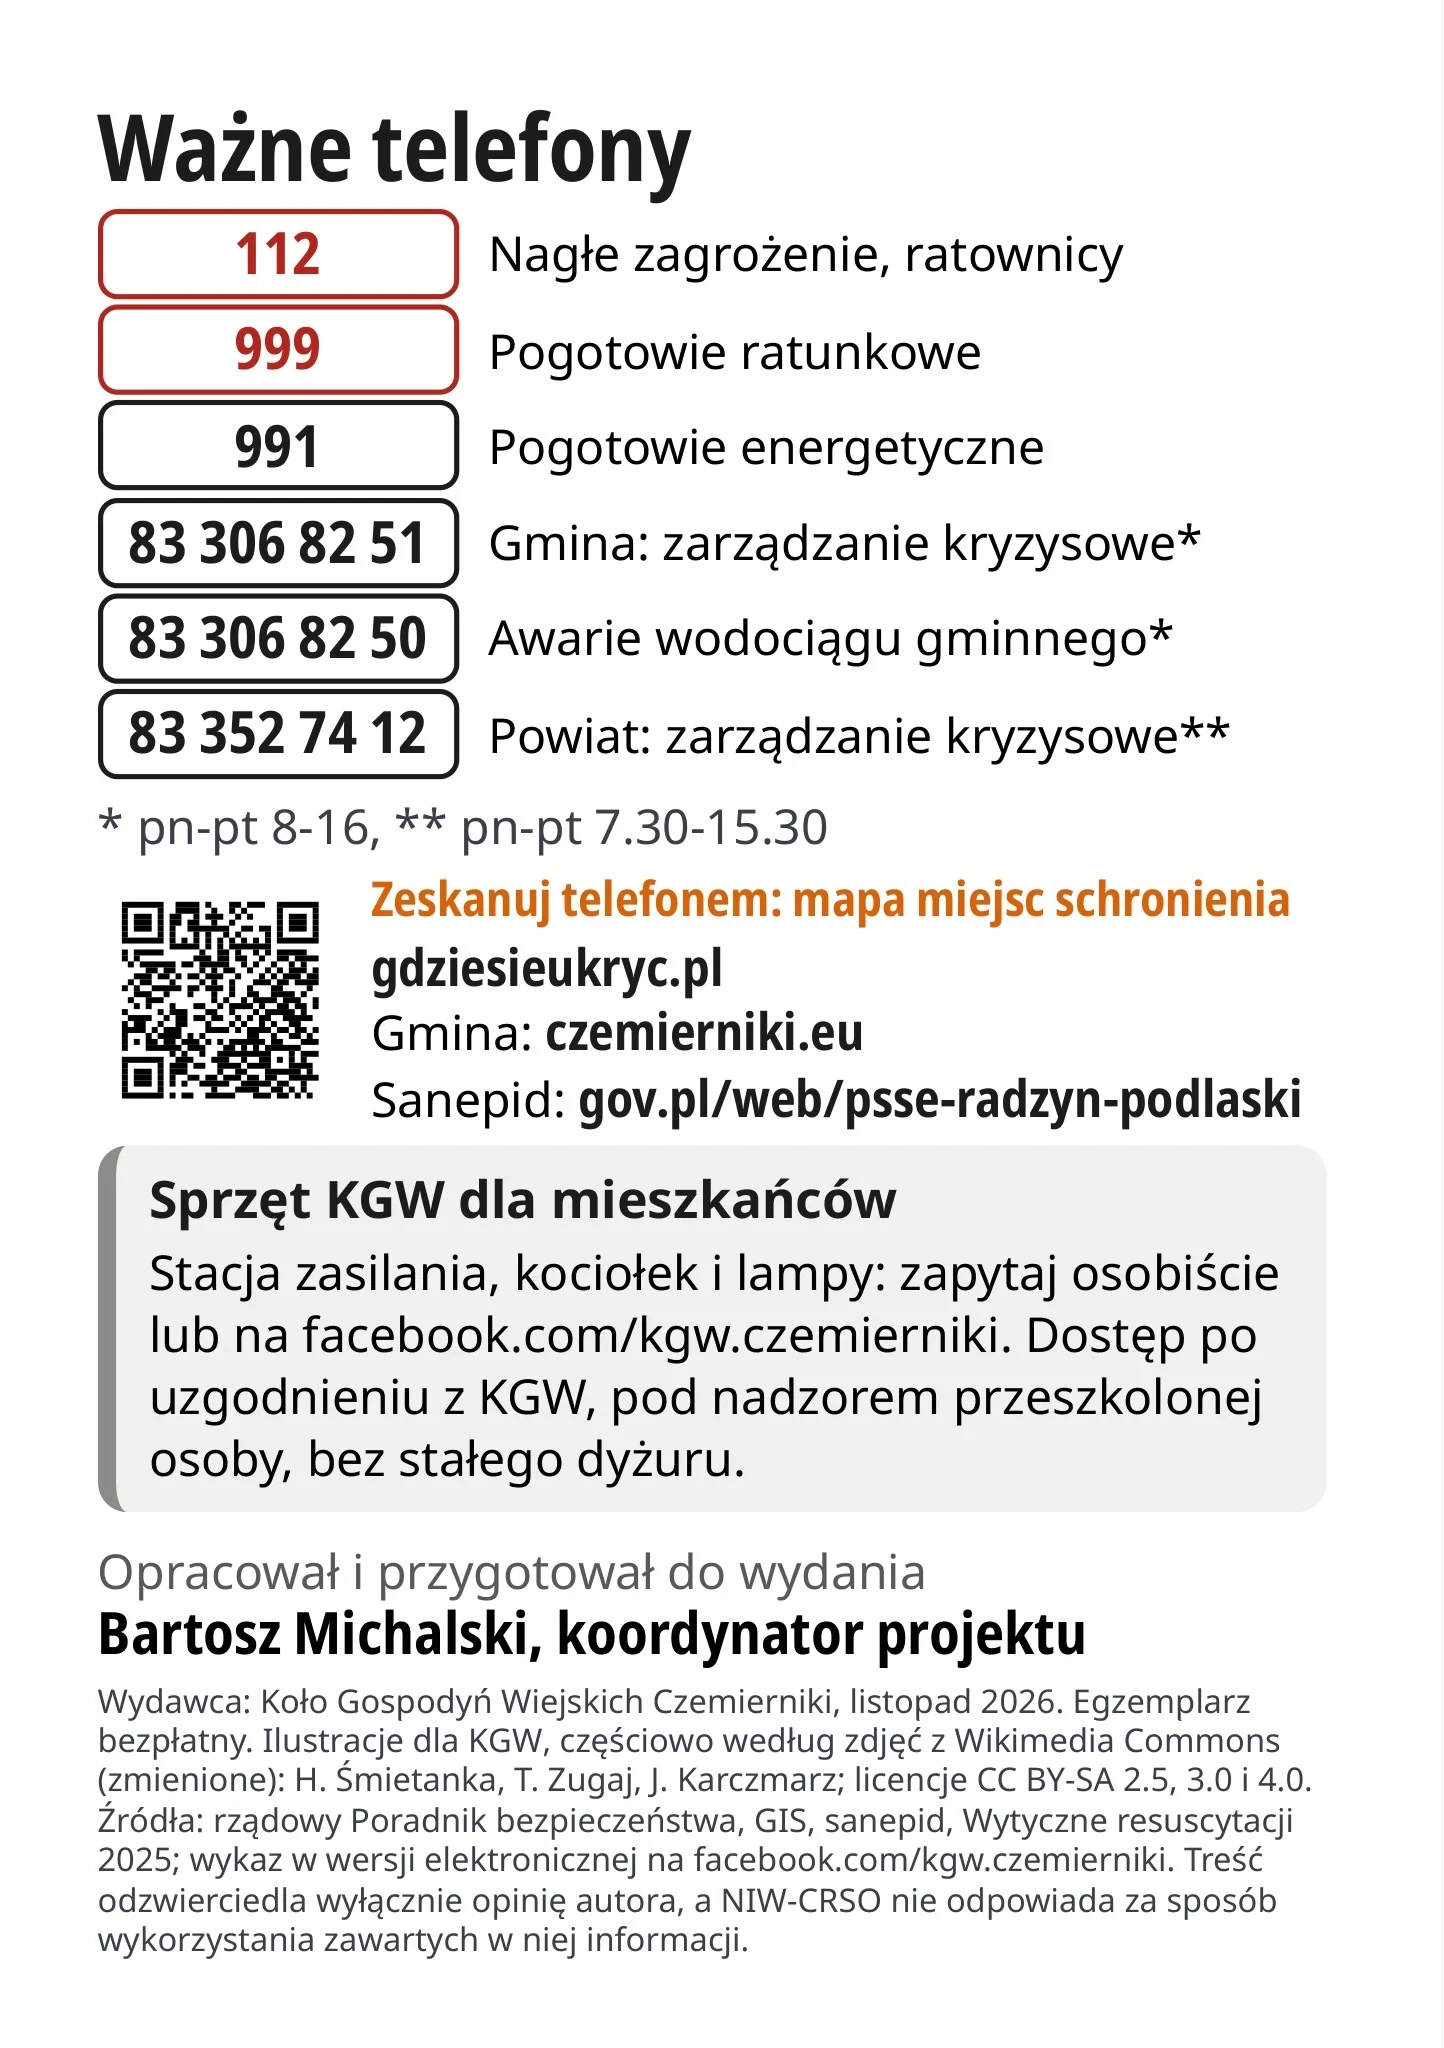 Ważne telefony
112 Nagłe zagrożenie, ratownicy
999 Pogotowie ratunkowe
991 Pogotowie energetyczne
83 306 82 51 Gmina: zarządzanie kryzysowe*
83 306 82 50 Awarie wodociągu gminnego*
83 352 74 12 Powiat: zarządzanie kryzysowe**
* pn-pt 8-16, ** pn-pt 7.30-15.30
Zeskanuj telefonem: mapa miejsc schronienia
gdziesieukryc.pl
Gmina: czemierniki.eu
Sanepid: gov.pl/web/psse-radzyn-podlaski
Sprzęt KGW dla mieszkańców
Stacja zasilania, kociołek i lampy: zapytaj osobiście
lub na facebook.com/kgw.czemierniki. Dostęp po
uzgodnieniu z KGW, pod nadzorem przeszkolonej
osoby, bez stałego dyżuru.
Opracował i przygotował do wydania
Bartosz Michalski, koordynator projektu
Wydawca: Koło Gospodyń Wiejskich Czemierniki, listopad 2026. Egzemplarz
bezpłatny. Ilustracje dla KGW, częściowo według zdjęć z Wikimedia Commons
(zmienione): H. Śmietanka, T. Zugaj, J. Karczmarz; licencje CC BY-SA 2.5, 3.0 i 4.0.
Źródła: rządowy Poradnik bezpieczeństwa, GIS, sanepid, Wytyczne resuscytacji
2025; wykaz w wersji elektronicznej na facebook.com/kgw.czemierniki. Treść
odzwierciedla wyłącznie opinię autora, a NIW-CRSO nie odpowiada za sposób
wykorzystania zawartych w niej informacji.